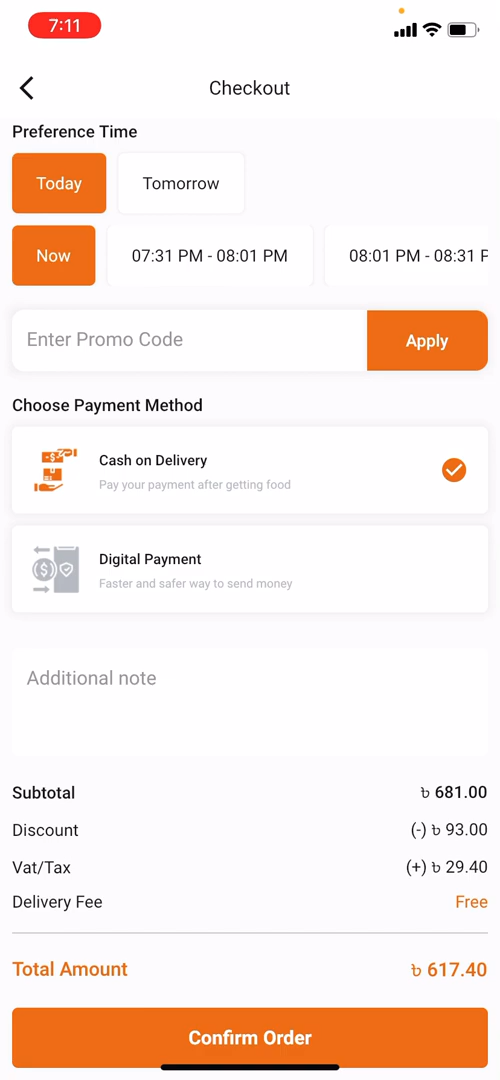 7:11
Checkout
Preference Time
Today Tomorrow
Now 07:31 PM - 08:01 PM 08:01 PM - 08:31 P
Enter Promo Code Apply
Choose Payment Method
Cash on Delivery
Pay your payment after getting food
Digital Payment
Faster and safer way to send money
Additional note
Subtotal ৳ 681.00
Discount (-) ৳ 93.00
Vat/Tax (+) ৳ 29.40
Delivery Fee Free
Total Amount ৳ 617.40
Confirm Order